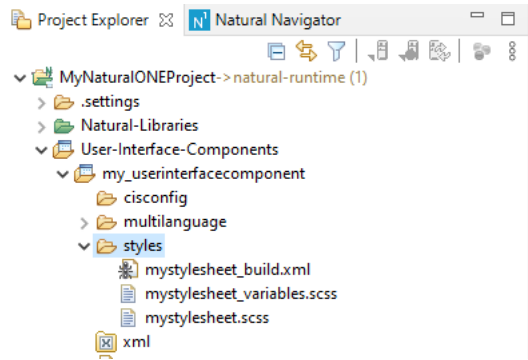 Project Explorer Natural Navigator
MyNaturalONEProject->natural-runtime (1)
.settings
Natural-Libraries
User-Interface-Components
my_userinterfacecomponent
cisconfig
multilanguage
styles
mystylesheet_build.xml
mystylesheet_variables.scss
mystylesheet.scss
xml